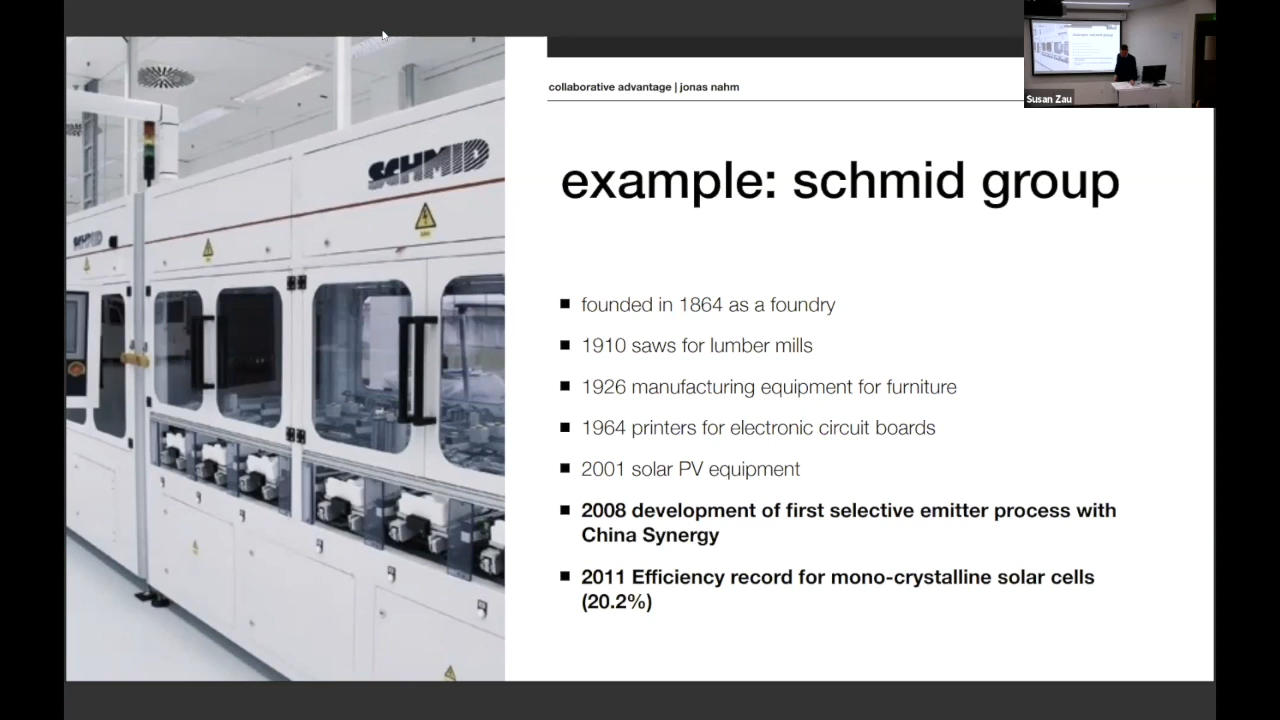 collaborative advantage | jonas nahm
Susan Zau
SCHMID
SCHMID
example: schmid group
founded in 1864 as a foundry
1910 saws for lumber mills
1926 manufacturing equipment for furniture
1964 printers for electronic circuit boards
2001 solar PV equipment
2008 development of first selective emitter process with
China Synergy
2011 Efficiency record for mono-crystalline solar cells
(20.2%)